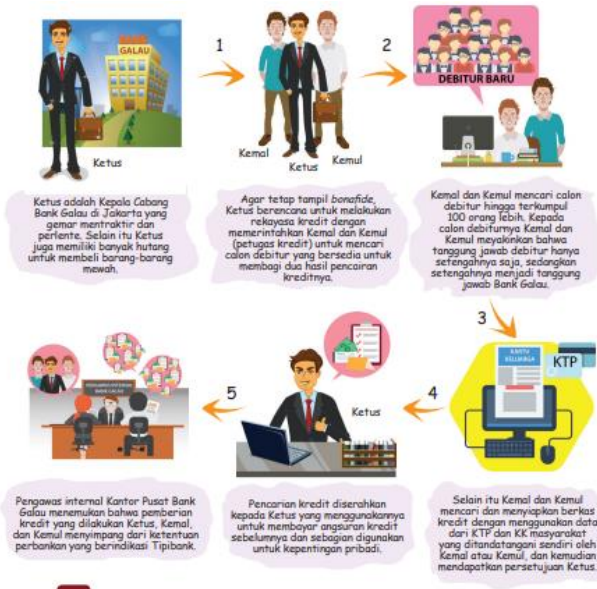 BANK
GALAU
Ketus
1
Kemal
Ketus
Kemul
2
DEBITUR BARU
Ketus adalah Kepala Cabang
Bank Galau di Jakarta yang
gemar mentraktir dan
perlente. Selain itu Ketus
juga memiliki banyak hutang
untuk membeli barang-barang
mewah.
Agar tetap tampil bonafide,
Ketus berencana untuk melakukan
rekayasa kredit dengan
memerintahkan Kemal dan Kemul
(petugas kredit) untuk mencari
calon debitur yang bersedia untuk
membagi dua hasil pencairan
kreditnya.
Kemal dan Kemul mencari calon
debitur hingga terkumpul
100 orang lebih. Kepada
calon debiturnya Kemal dan
Kemul meyakinkan bahwa
tanggung jawab debitur hanya
setengahnya saja, sedangkan
setengahnya menjadi tanggung
jawab Bank Galau.
3
KARTU
KELUARGA
KTP
4
Ketus
5
PENGAWAS INTERNAL
BANK GALAU
Selain itu Kemal dan Kemul
mencari dan menyiapkan berkas
kredit dengan menggunakan data
dari KTP dan KK masyarakat
yang ditandatangani sendiri oleh
Kemal atau Kemul, dan kemudian
mendapatkan persetujuan Ketus.
Pencarian kredit diserahkan
kepada Ketus yang menggunakannya
untuk membayar angsuran kredit
sebelumnya dan sebagian digunakan
untuk kepentingan pribadi.
Pengawas internal Kantor Pusat Bank
Galau menemukan bahwa pemberian
kredit yang dilakukan Ketus, Kemal,
dan Kemul menyimpang dari ketentuan
perbankan yang berindikasi Tipibank.